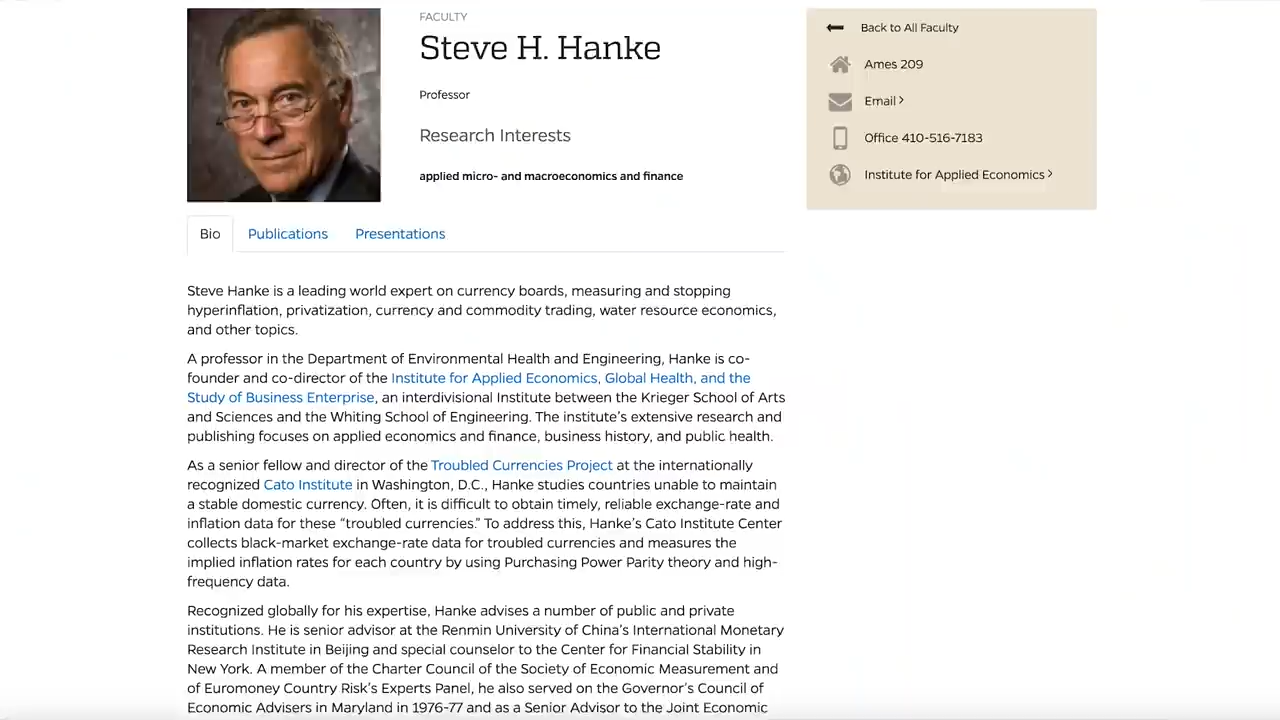 FACULTY
Steve H. Hanke
Professor
Research Interests
applied micro- and macroeconomics and finance
Back to All Faculty
Ames 209
Email >
Office 410-516-7183
Institute for Applied Economics >
Bio Publications Presentations
Steve Hanke is a leading world expert on currency boards, measuring and stopping
hyperinflation, privatization, currency and commodity trading, water resource economics,
and other topics.
A professor in the Department of Environmental Health and Engineering, Hanke is co-
founder and co-director of the Institute for Applied Economics, Global Health, and the
Study of Business Enterprise, an interdivisional Institute between the Krieger School of Arts
and Sciences and the Whiting School of Engineering. The institute's extensive research and
publishing focuses on applied economics and finance, business history, and public health.
As a senior fellow and director of the Troubled Currencies Project at the internationally
recognized Cato Institute in Washington, D.C., Hanke studies countries unable to maintain
a stable domestic currency. Often, it is difficult to obtain timely, reliable exchange-rate and
inflation data for these “troubled currencies.” To address this, Hanke's Cato Institute Center
collects black-market exchange-rate data for troubled currencies and measures the
implied inflation rates for each country by using Purchasing Power Parity theory and high-
frequency data.
Recognized globally for his expertise, Hanke advises a number of public and private
institutions. He is senior advisor at the Renmin University of China's International Monetary
Research Institute in Beijing and special counselor to the Center for Financial Stability in
New York. A member of the Charter Council of the Society of Economic Measurement and
of Euromoney Country Risk's Experts Panel, he also served on the Governor's Council of
Economic Advisers in Maryland in 1976-77 and as a Senior Advisor to the Joint Economic